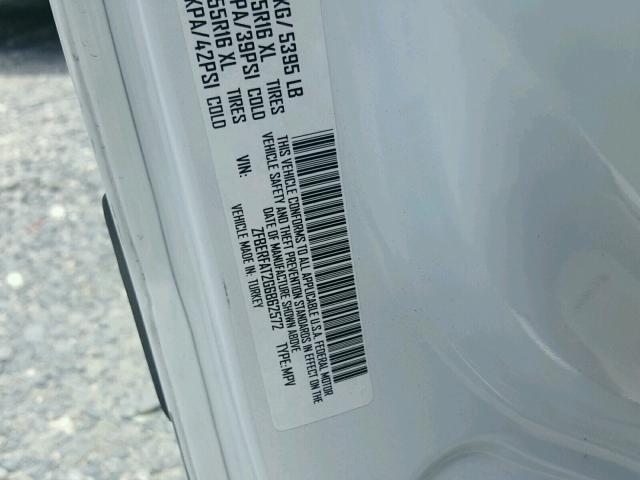 KG/ 5395 LB
55R16 XL TIRES
PA/39PSI COLD
55R16 XL TIRES
KPA/42PSI COLD
THIS VEHICLE CONFORMS TO ALL APPLICABLE U.S.A. FEDERAL MOTOR
VEHICLE SAFETY AND THEFT PREVENTION STANDARDS IN EFFECT ON THE
DATE OF MANUFACTURE SHOWN ABOVE
VIN: ZFBERFAT2G6B62572 TYPE:MPV
VEHICLE MADE IN: TURKEY